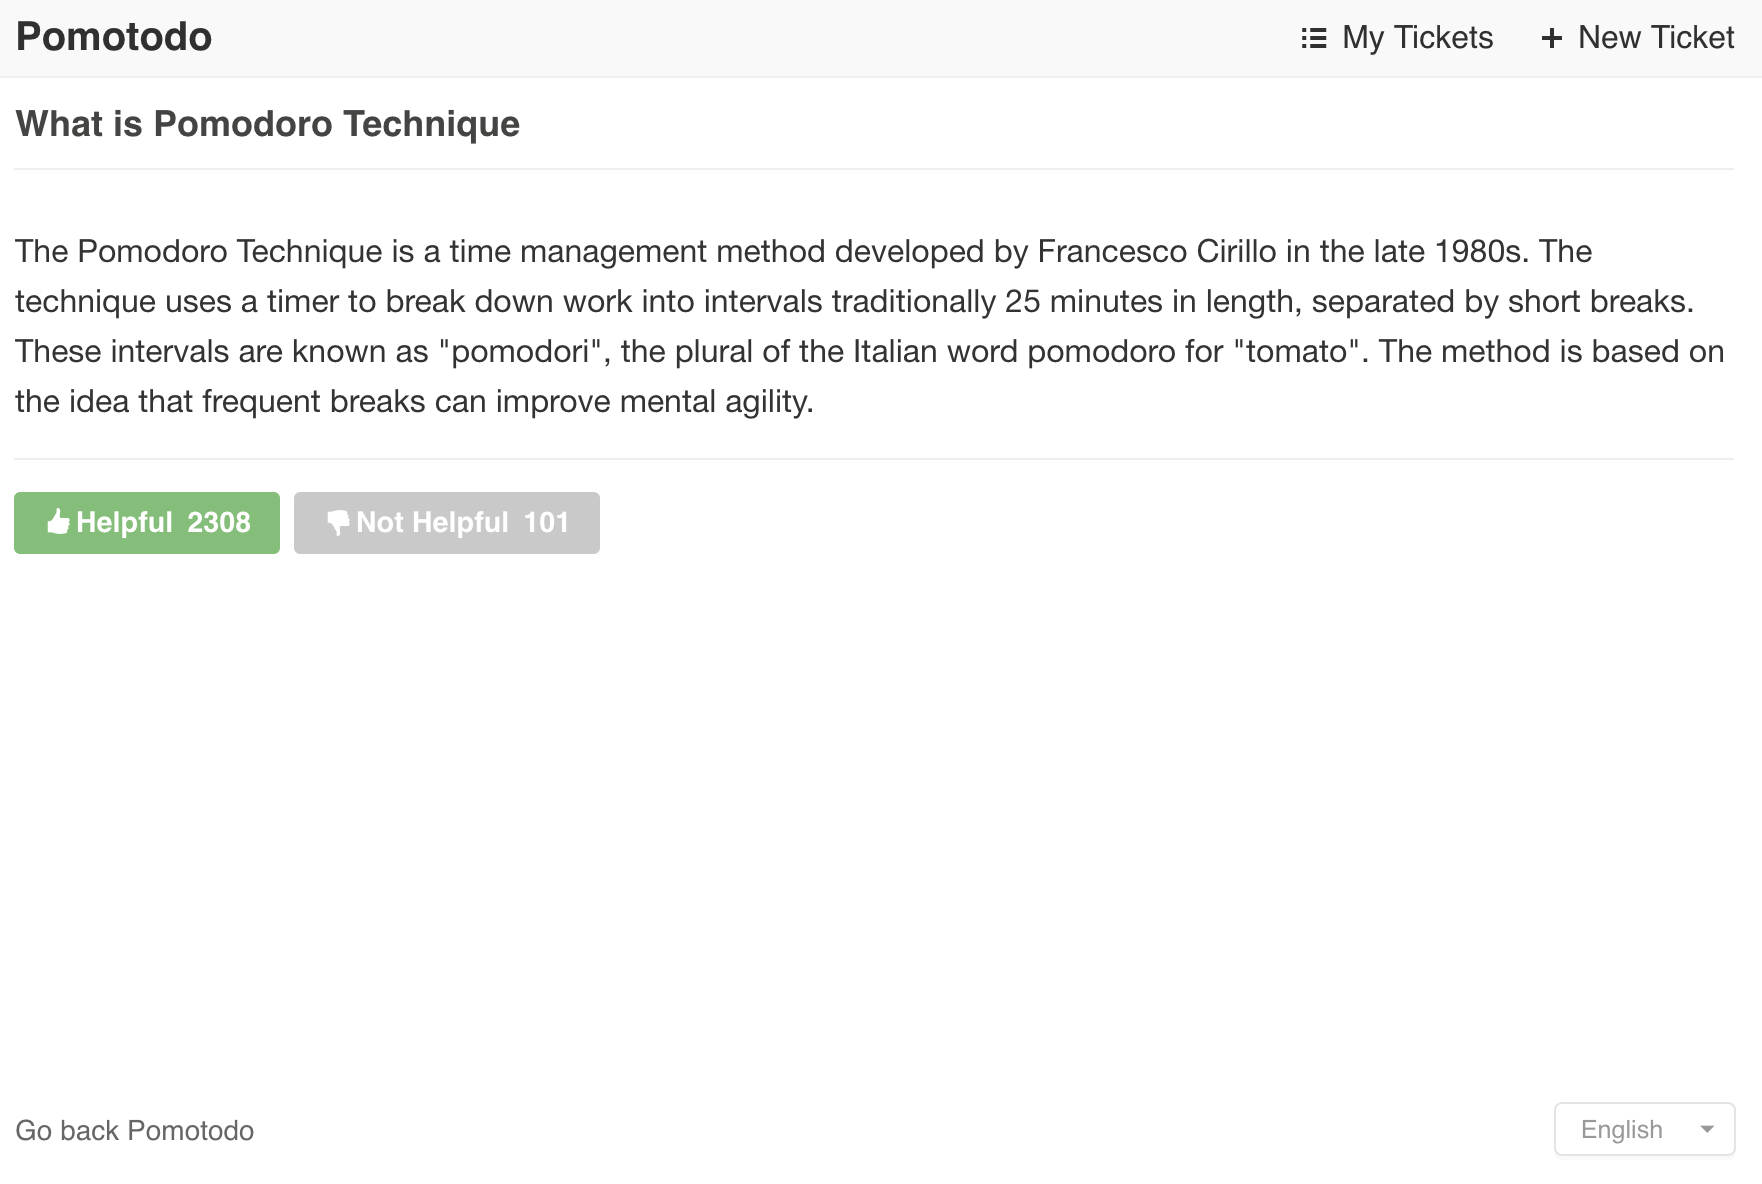 Pomotodo
My Tickets
New Ticket
What is Pomodoro Technique
The Pomodoro Technique is a time management method developed by Francesco Cirillo in the late 1980s. The
technique uses a timer to break down work into intervals traditionally 25 minutes in length, separated by short breaks.
These intervals are known as "pomodori", the plural of the Italian word pomodoro for "tomato". The method is based on
the idea that frequent breaks can improve mental agility.
Helpful 2308
Not Helpful 101
Go back Pomotodo
English